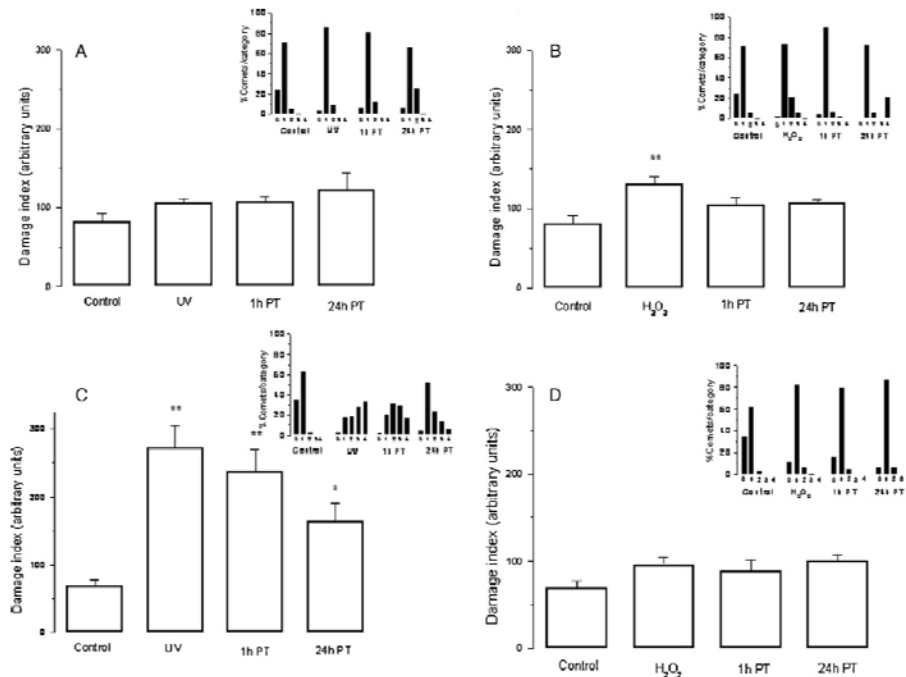 A
Damage index (arbitrary units)
300
200
100
0
Control
UV
1h PT
24h PT
% Comets/category
100
80
60
40
20
0
Control
UV
1h PT
24h PT
B
Damage index (arbitrary units)
300
200
100
0
**
Control
H₂O₂
1h PT
24h PT
% Comets/category
100
80
60
40
20
0
Control
H₂O₂
1h PT
24h PT
C
Damage index (arbitrary units)
300
200
100
0
**
**
*
Control
UV
1h PT
24h PT
% Comets/category
100
80
60
40
20
0
Control
UV
1h PT
24h PT
D
Damage index (arbitrary units)
300
200
100
0
Control
H₂O₂
1h PT
24h PT
% Comets/category
100
80
60
40
20
0
Control
H₂O₂
1h PT
24h PT